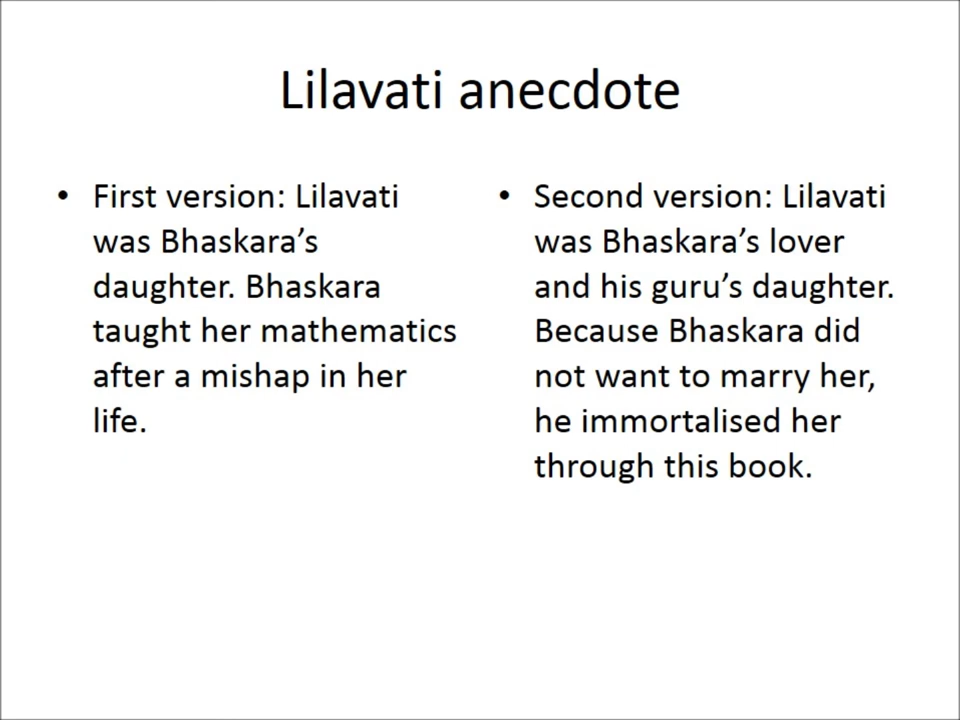 Lilavati anecdote
• First version: Lilavati
was Bhaskara’s
daughter. Bhaskara
taught her mathematics
after a mishap in her
life.
• Second version: Lilavati
was Bhaskara’s lover
and his guru’s daughter.
Because Bhaskara did
not want to marry her,
he immortalised her
through this book.